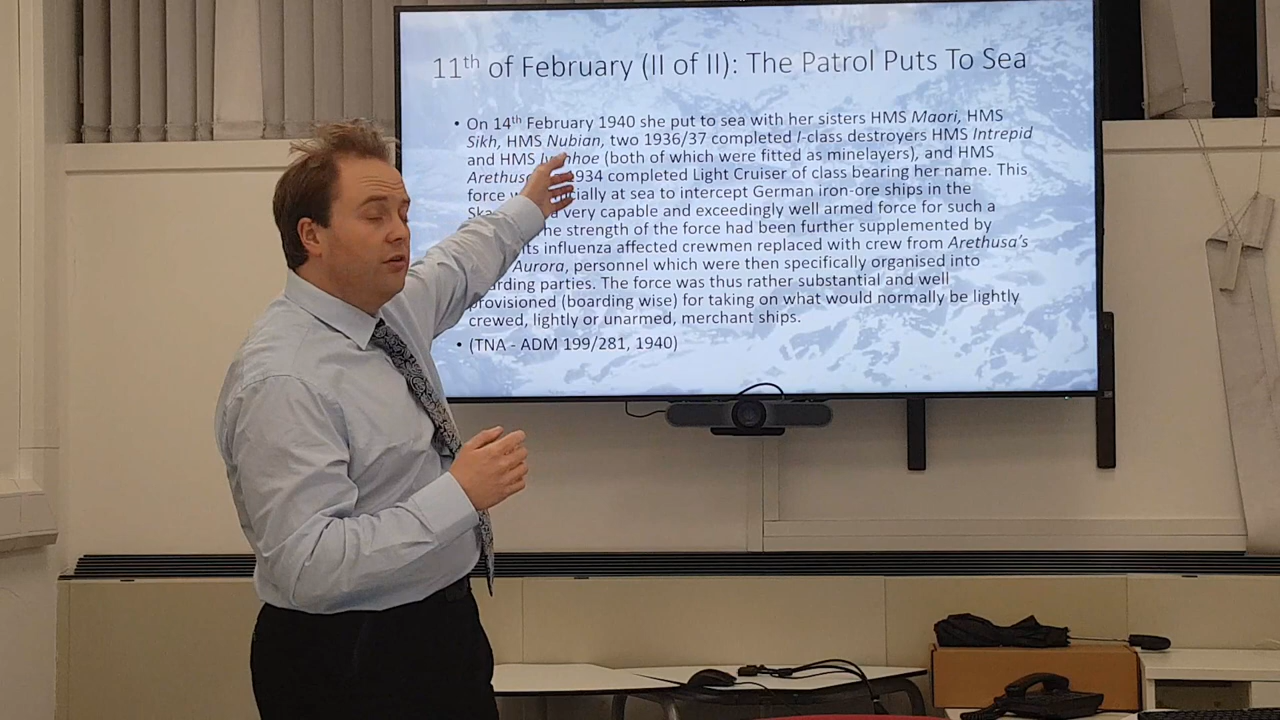 11th of February (II of II): The Patrol Puts To Sea
• On 14th February 1940 she put to sea with her sisters HMS Maori, HMS
Sikh, HMS Nubian, two 1936/37 completed I-class destroyers HMS Intrepid
and HMS Ivanhoe (both of which were fitted as minelayers), and HMS
Arethusa 1934 completed Light Cruiser of class bearing her name. This
force at sea to intercept German iron-ore ships in the
very capable and exceedingly well armed force for such a
the strength of the force had been further supplemented by
influenza affected crewmen replaced with crew from Arethusa's
Aurora, personnel which were then specifically organised into
parties. The force was thus rather substantial and well
provisioned (boarding wise) for taking on what would normally be lightly
crewed, lightly or unarmed, merchant ships.
• (TNA - ADM 199/281, 1940)